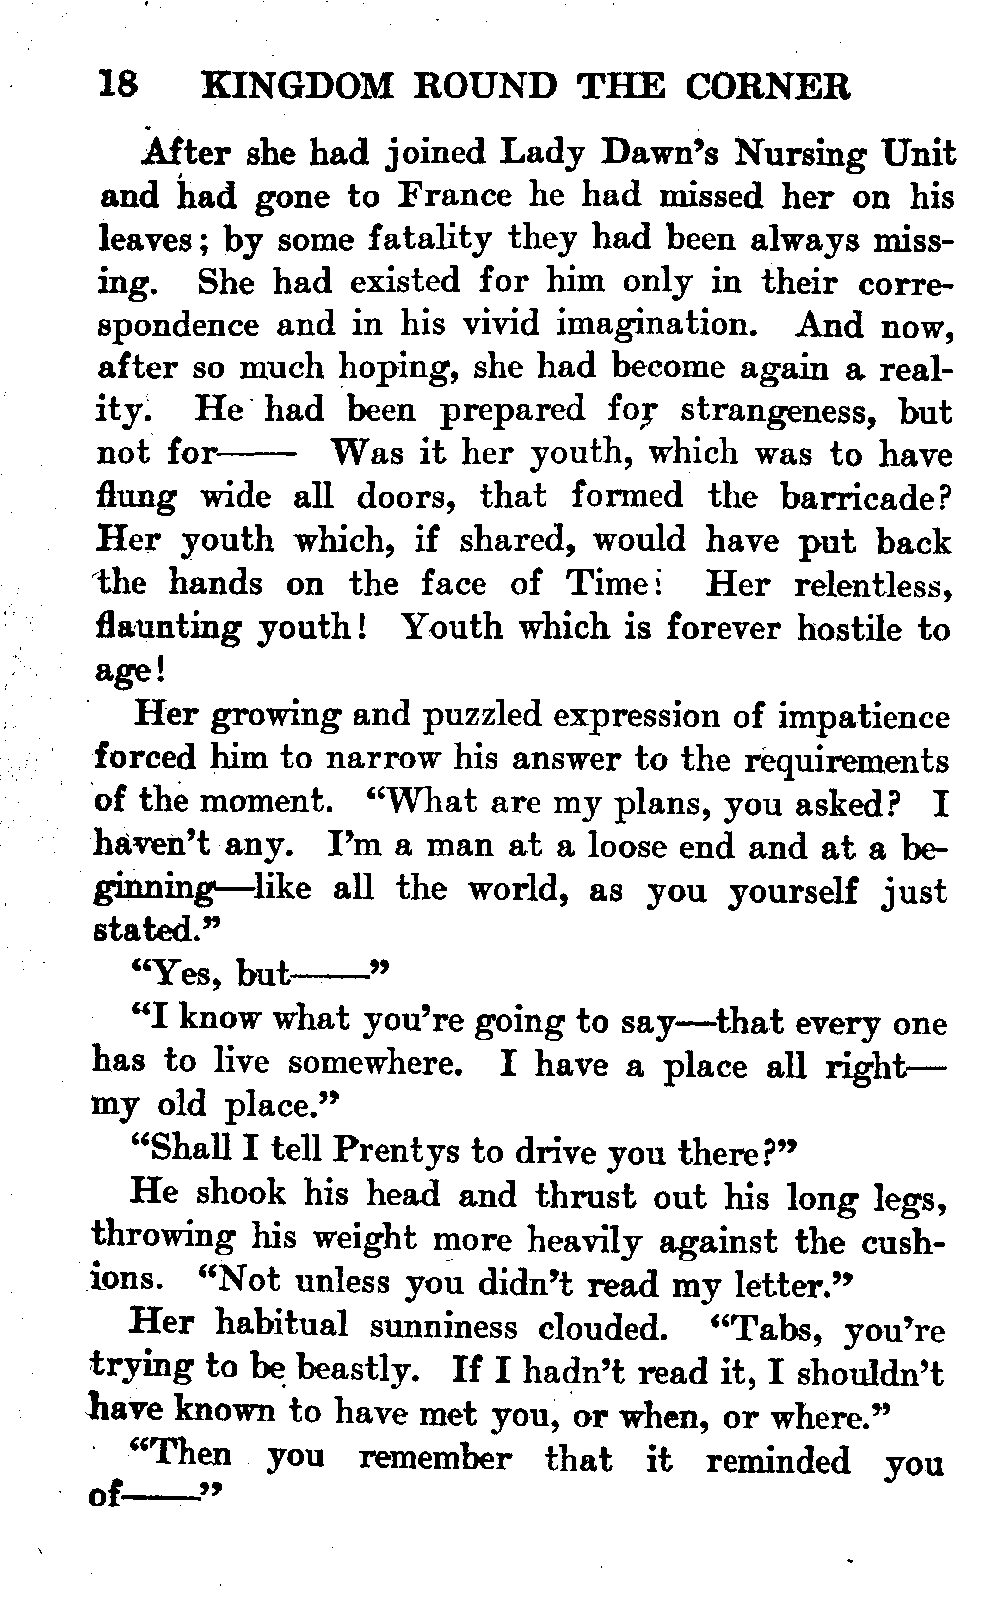 18 KINGDOM ROUND THE CORNER
After she had joined Lady Dawn's Nursing Unit
and had gone to France he had missed her on his
leaves; by some fatality they had been always miss-
ing. She had existed for him only in their corre-
spondence and in his vivid imagination. And now,
after so much hoping, she had become again a real-
ity. He had been prepared for strangeness, but
not for—— Was it her youth, which was to have
flung wide all doors, that formed the barricade?
Her youth which, if shared, would have put back
the hands on the face of Time! Her relentless,
flaunting youth! Youth which is forever hostile to
age!
Her growing and puzzled expression of impatience
forced him to narrow his answer to the requirements
of the moment. “What are my plans, you asked? I
haven't any. I'm a man at a loose end and at a be-
ginning—like all the world, as you yourself just
stated.”
“Yes, but——”
“I know what you're going to say—that every one
has to live somewhere. I have a place all right—
my old place.”
“Shall I tell Prentys to drive you there?”
He shook his head and thrust out his long legs,
throwing his weight more heavily against the cush-
ions. “Not unless you didn't read my letter.”
Her habitual sunniness clouded. “Tabs, you're
trying to be beastly. If I hadn't read it, I shouldn't
have known to have met you, or when, or where.”
“Then you remember that it reminded you
of——”